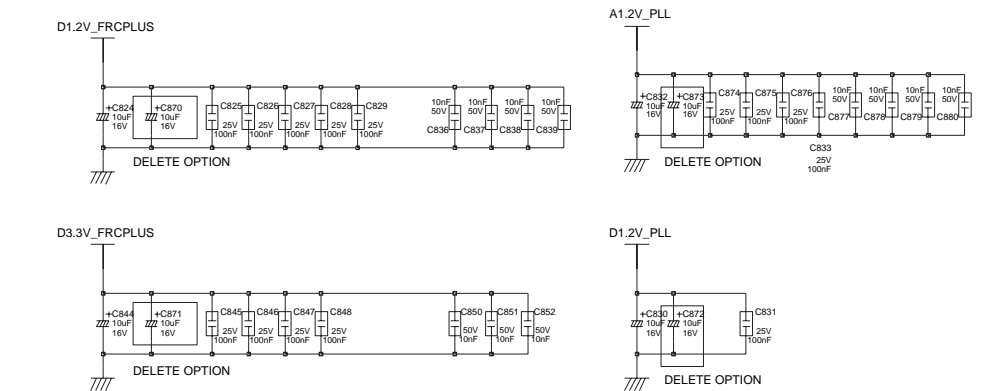 D1.2V_FRCPLUS
+C824
10uF
16V
+C870
10uF
16V
C825
25V
100nF
C826
25V
100nF
C827
25V
100nF
C828
25V
100nF
C829
25V
100nF
10nF
50V
C836
10nF
50V
C837
10nF
50V
C838
10nF
50V
C839
DELETE OPTION
A1.2V_PLL
+C832
10uF
16V
+C873
10uF
16V
C874
25V
100nF
C875
25V
100nF
C876
25V
100nF
10nF
50V
C877
10nF
50V
C878
10nF
50V
C879
10nF
50V
C880
C833
25V
100nF
DELETE OPTION
D3.3V_FRCPLUS
+C844
10uF
16V
+C871
10uF
16V
C845
25V
100nF
C846
25V
100nF
C847
25V
100nF
C848
25V
100nF
C850
50V
10nF
C851
50V
10nF
C852
50V
10nF
DELETE OPTION
D1.2V_PLL
+C830
10uF
16V
+C872
10uF
16V
C831
25V
100nF
DELETE OPTION